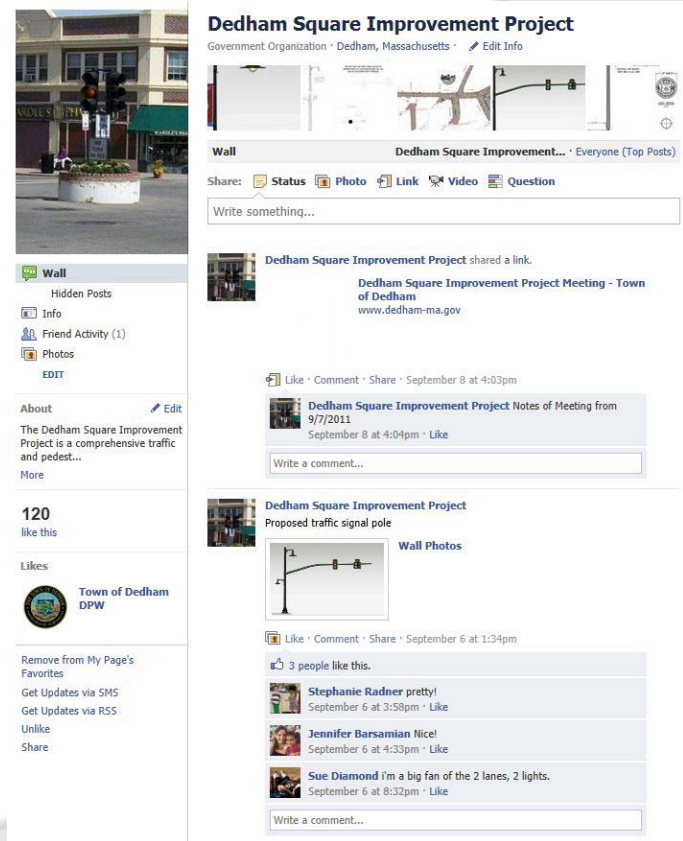 Dedham Square Improvement Project
Government Organization · Dedham, Massachusetts · Edit Info
Wall Dedham Square Improvement... · Everyone (Top Posts)
Share: Status Photo Link Video Question
Write something...
Wall
Hidden Posts
Info
Friend Activity (1)
Photos
EDIT
About Edit
The Dedham Square Improvement
Project is a comprehensive traffic
and pedest...
More
120
like this
Likes
Town of Dedham
DPW
Remove from My Page's
Favorites
Get Updates via SMS
Get Updates via RSS
Unlike
Share
Dedham Square Improvement Project shared a link.
Dedham Square Improvement Project Meeting - Town
of Dedham
www.dedham-ma.gov
Like · Comment · Share · September 8 at 4:03pm
Dedham Square Improvement Project Notes of Meeting from
9/7/2011
September 8 at 4:04pm · Like
Write a comment...
Dedham Square Improvement Project
Proposed traffic signal pole
Wall Photos
Like · Comment · Share · September 6 at 1:34pm
3 people like this.
Stephanie Radner pretty!
September 6 at 3:58pm · Like
Jennifer Barsamian Nice!
September 6 at 4:33pm · Like
Sue Diamond i'm a big fan of the 2 lanes, 2 lights.
September 6 at 8:32pm · Like
Write a comment...